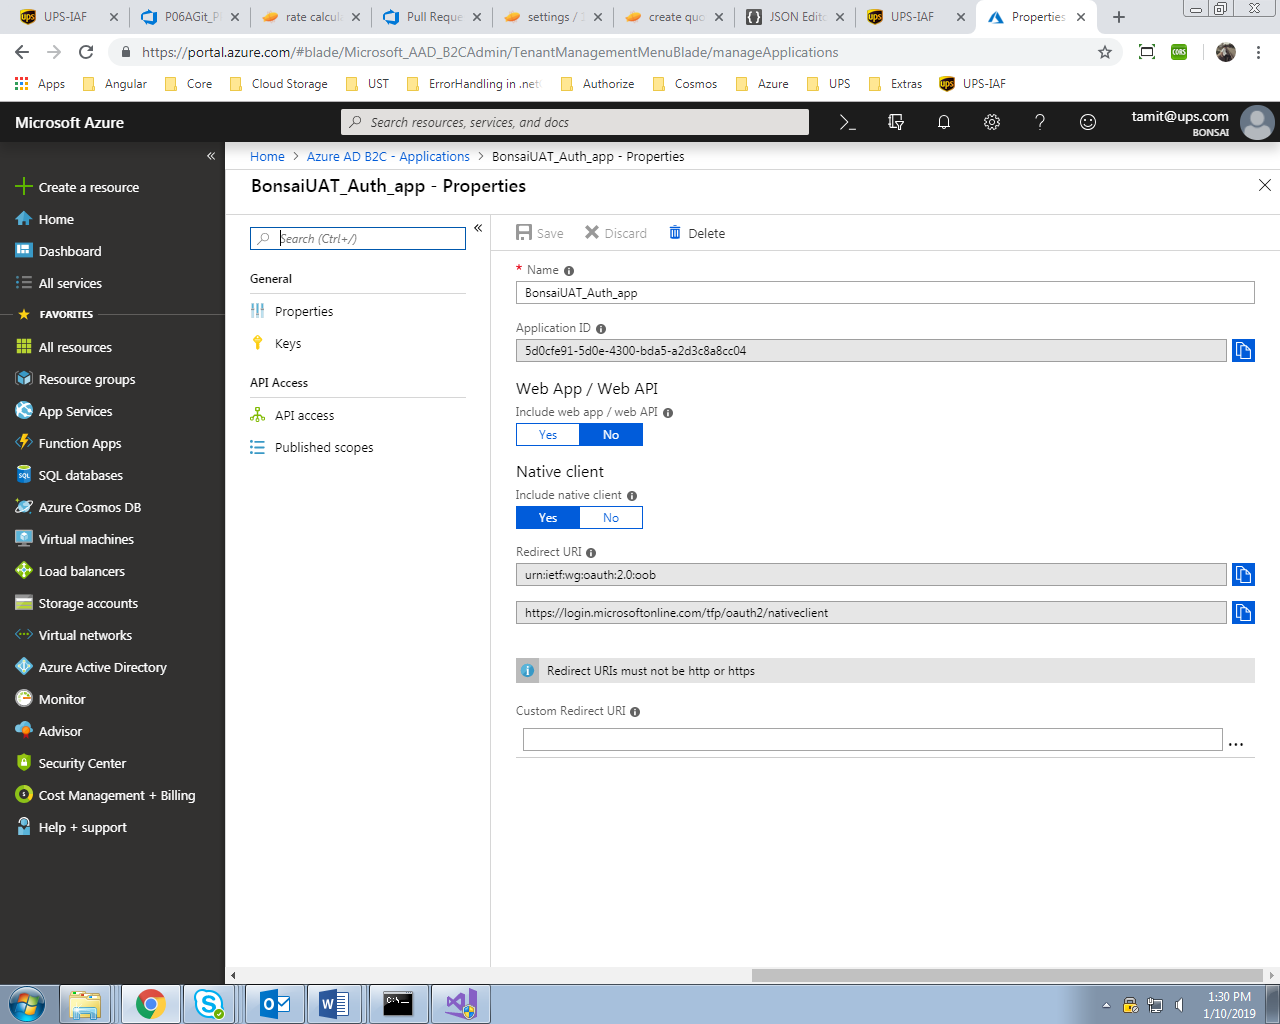 UPS-IAF
P06AGit_P
rate calcul
Pull Reque
settings /
create quo
JSON Edit
UPS-IAF
Properties
https://portal.azure.com/#blade/Microsoft_AAD_B2CAdmin/TenantManagementMenuBlade/manageApplications
CORS
Apps
Angular
Core
Cloud Storage
UST
ErrorHandling in .net
Authorize
Cosmos
Azure
UPS
Extras
UPS-IAF
Microsoft Azure
Search resources, services, and docs
tamit@ups.com
BONSAI
Home > Azure AD B2C - Applications > BonsaiUAT_Auth_app - Properties
BonsaiUAT_Auth_app - Properties
Create a resource
Home
Dashboard
All services
FAVORITES
All resources
Resource groups
App Services
Function Apps
SQL databases
Azure Cosmos DB
Virtual machines
Load balancers
Storage accounts
Virtual networks
Azure Active Directory
Monitor
Advisor
Security Center
Cost Management + Billing
Help + support
Search (Ctrl+/)
General
Properties
Keys
API Access
API access
Published scopes
Save
Discard
Delete
* Name
BonsaiUAT_Auth_app
Application ID
5d0cfe91-5d0e-4300-bda5-a2d3c8a8cc04
Web App / Web API
Include web app / web API
Yes No
Native client
Include native client
Yes No
Redirect URI
urn:ietf:wg:oauth:2.0:oob
https://login.microsoftonline.com/tfp/oauth2/nativeclient
Redirect URIs must not be http or https
Custom Redirect URI
...
1:30 PM
1/10/2019